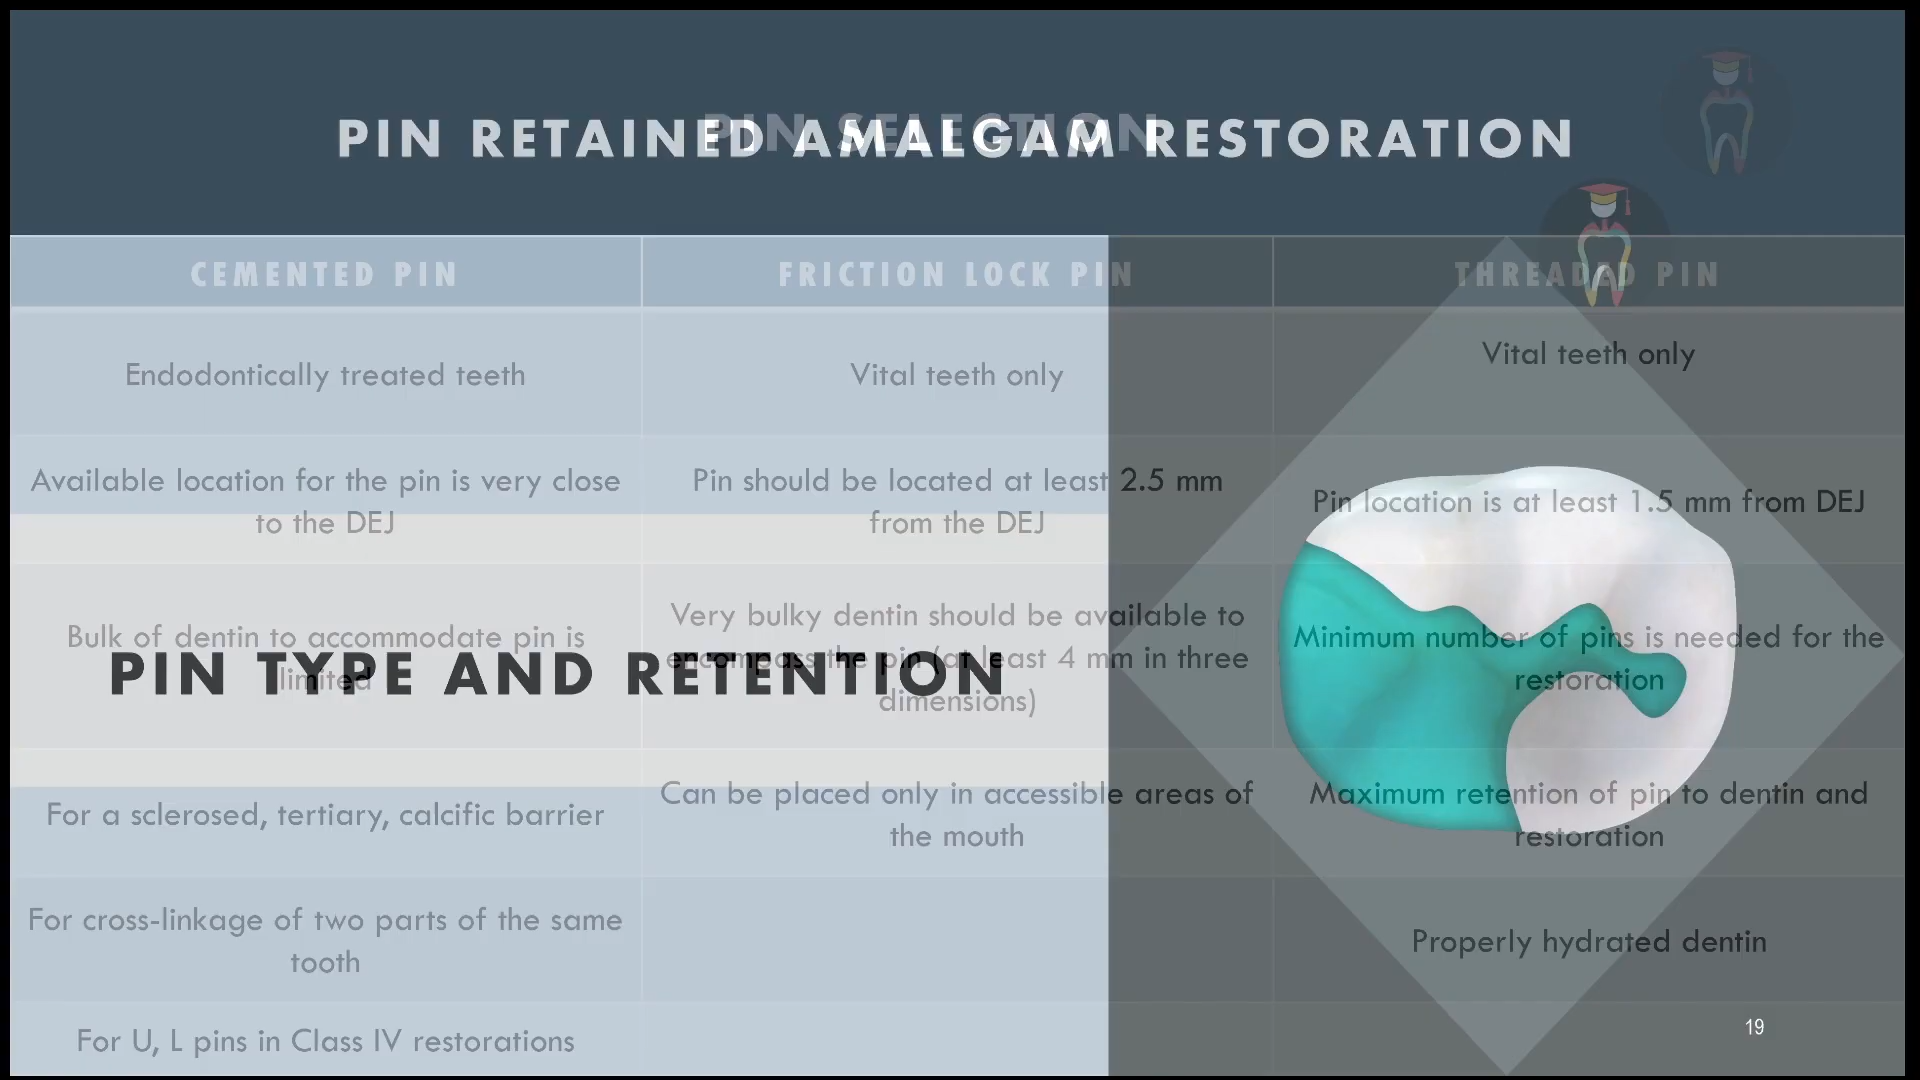 PIN RETAINED AMALGAM RESTORATION
PIN SELECTION
CEMENTED PIN
FRICTION LOCK PIN
THREADED PIN
Endodontically treated teeth
Vital teeth only
Vital teeth only
Available location for the pin is very close
to the DEJ
Pin should be located at least 2.5 mm
from the DEJ
Pin location is at least 1.5 mm from DEJ
Bulk of dentin to accommodate pin is
limited
Very bulky dentin should be available to
encompass the pin (at least 4 mm in three
dimensions)
Minimum number of pins is needed for the
restoration
PIN TYPE AND RETENTION
For a sclerosed, tertiary, calcific barrier
Can be placed only in accessible areas of
the mouth
Maximum retention of pin to dentin and
restoration
For cross-linkage of two parts of the same
tooth
Properly hydrated dentin
For U, L pins in Class IV restorations
19